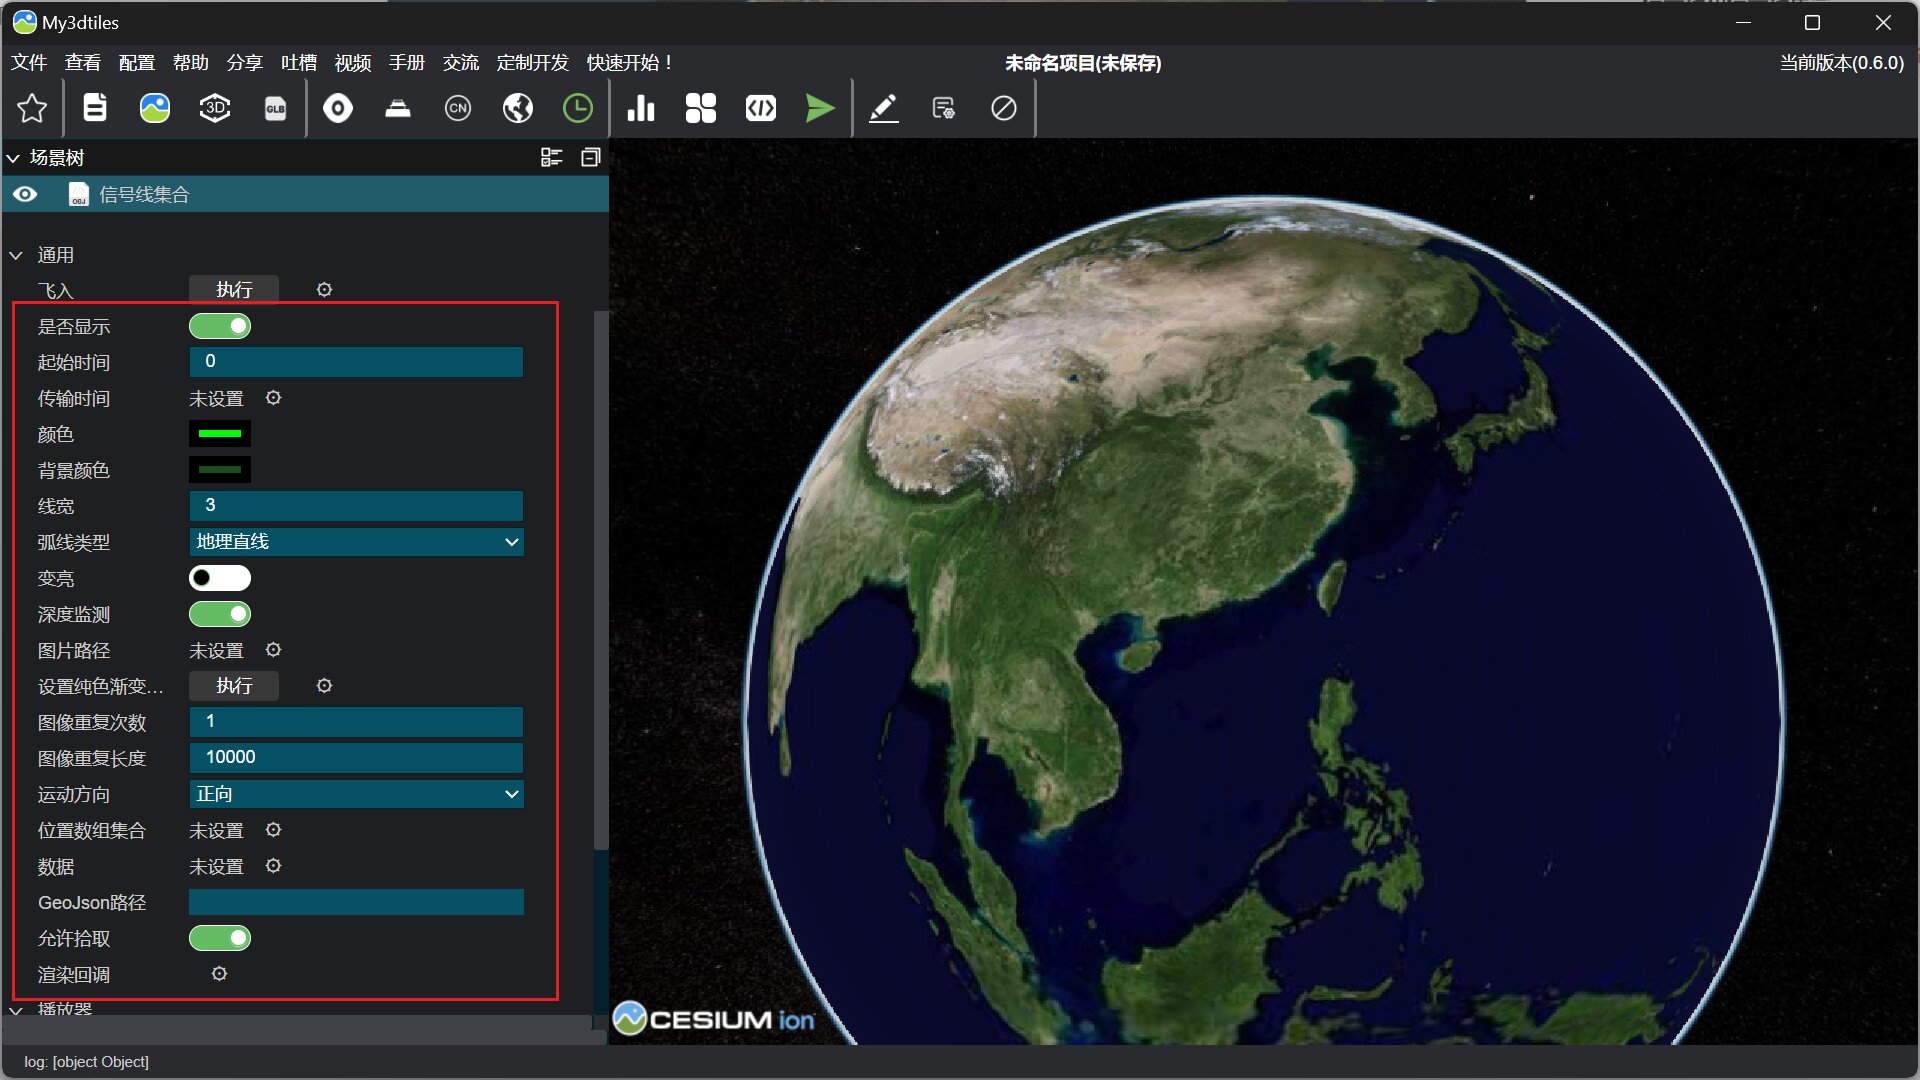 My3dtiles
文件 查看 配置 帮助 分享 吐槽 视频 手册 交流 定制开发 快速开始！ 未命名项目(未保存) 当前版本(0.6.0)
3D GLB CN
场景树
OBJ 信号线集合
通用
飞入 执行
是否显示
起始时间 0
传输时间 未设置
颜色
背景颜色
线宽 3
弧线类型 地理直线
变亮
深度监测
图片路径 未设置
设置纯色渐变... 执行
图像重复次数 1
图像重复长度 10000
运动方向 正向
位置数组集合 未设置
数据 未设置
GeoJson路径
允许拾取
渲染回调
播放器
CESIUM ion
log: [object Object]